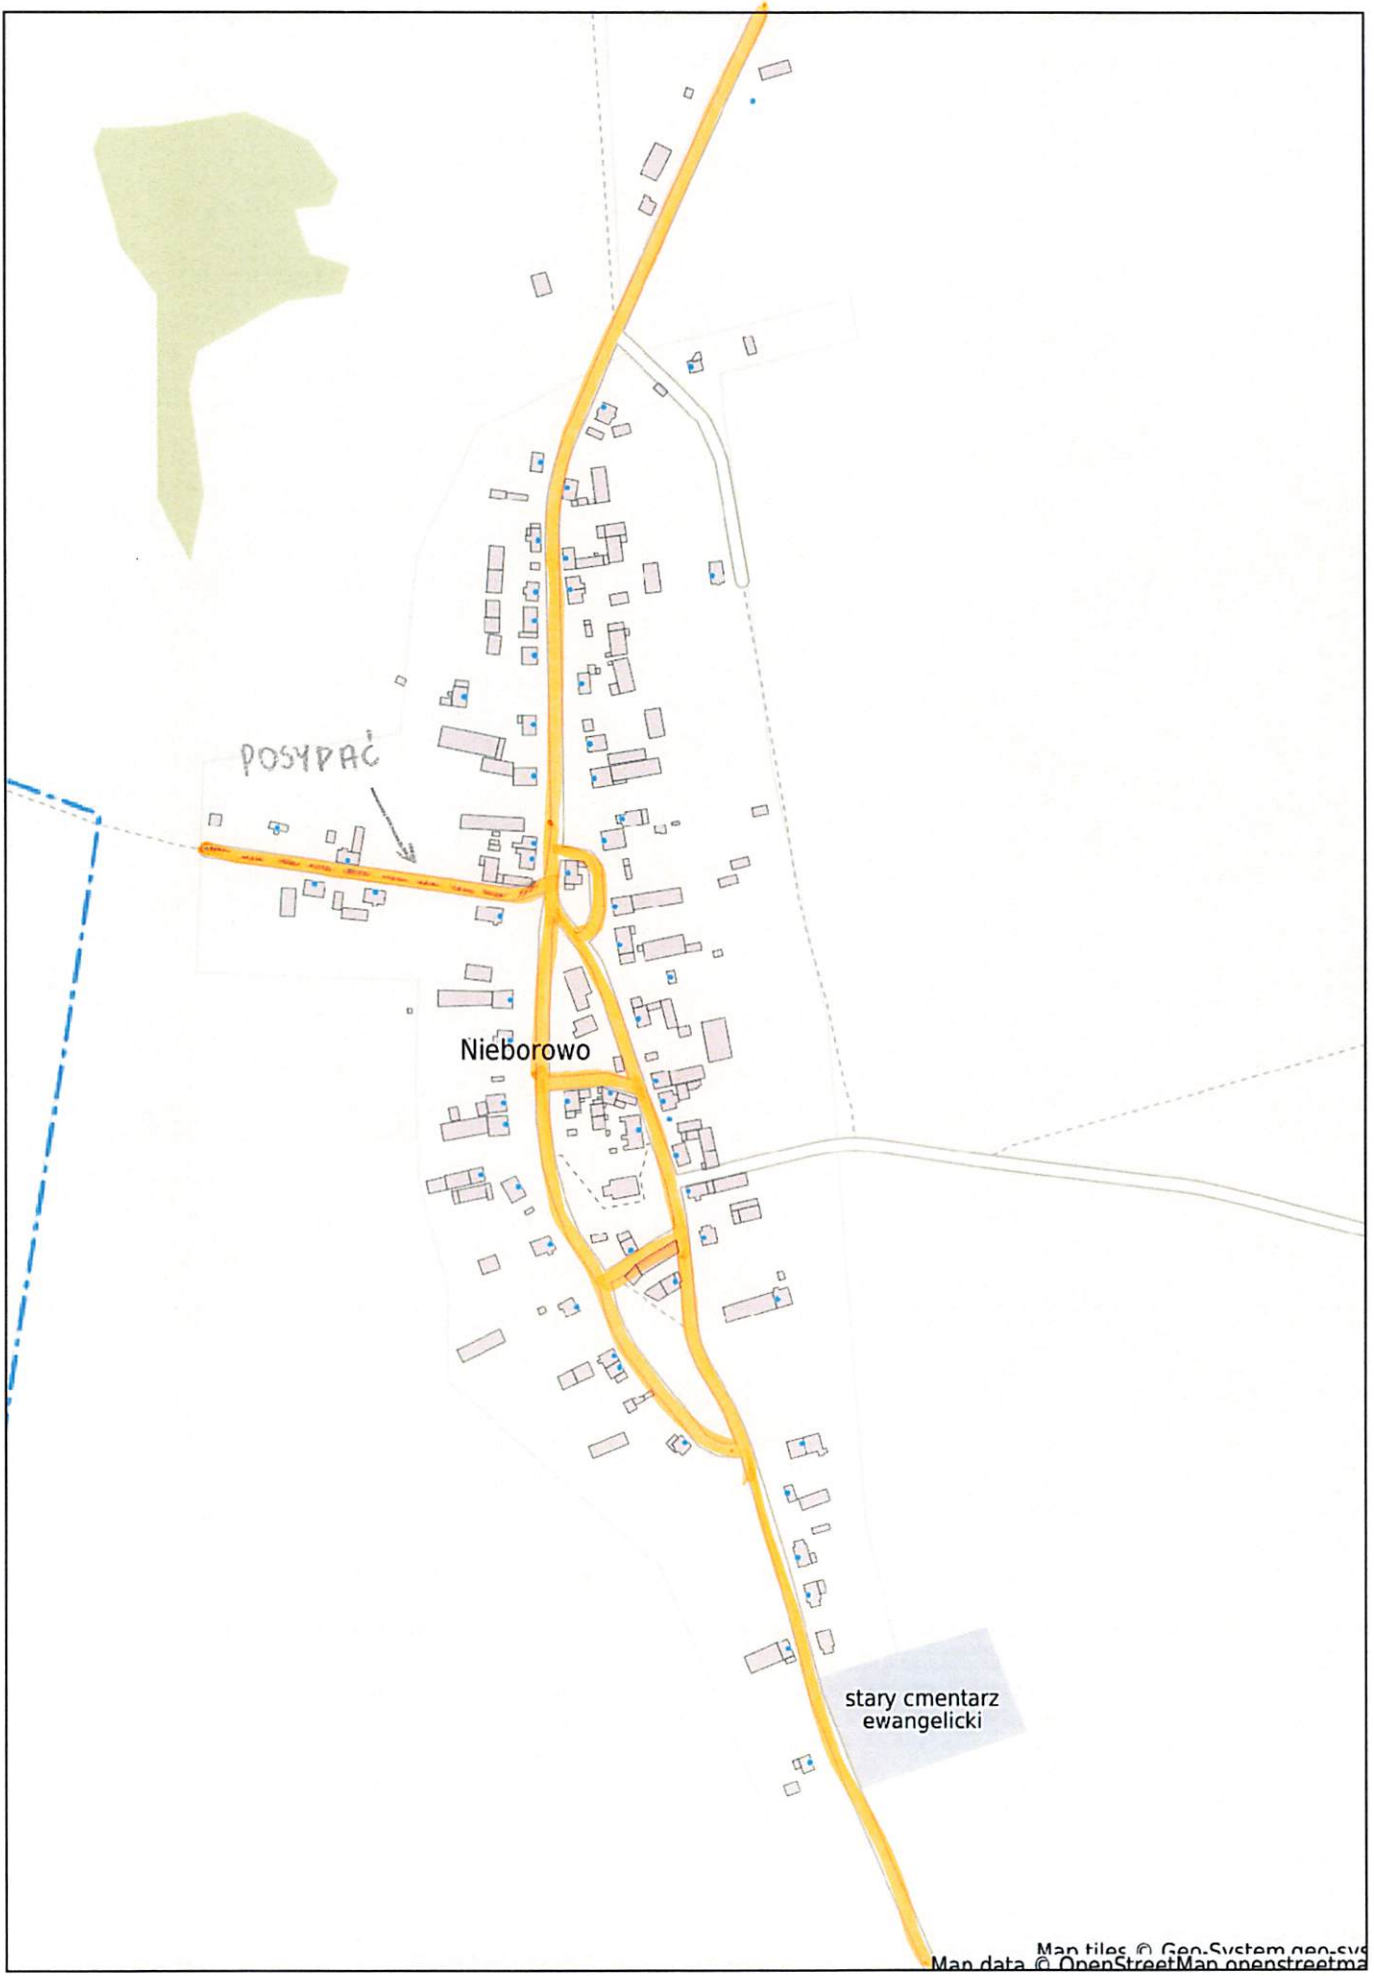 POSYPAĆ
Nieborowo
stary cmentarz
ewangelicki
Map tiles © Geo-System geo-sys
Map data © OpenStreetMap openstreetma